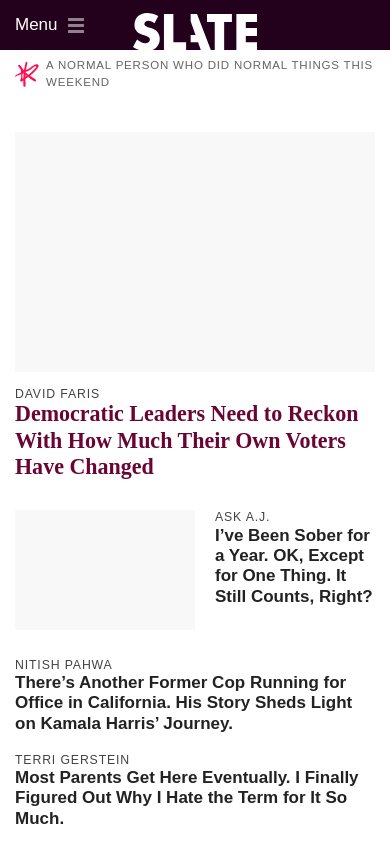 Menu
SLATE
A NORMAL PERSON WHO DID NORMAL THINGS THIS
WEEKEND
DAVID FARIS
Democratic Leaders Need to Reckon
With How Much Their Own Voters
Have Changed
ASK A.J.
I’ve Been Sober for
a Year. OK, Except
for One Thing. It
Still Counts, Right?
NITISH PAHWA
There’s Another Former Cop Running for
Office in California. His Story Sheds Light
on Kamala Harris’ Journey.
TERRI GERSTEIN
Most Parents Get Here Eventually. I Finally
Figured Out Why I Hate the Term for It So
Much.